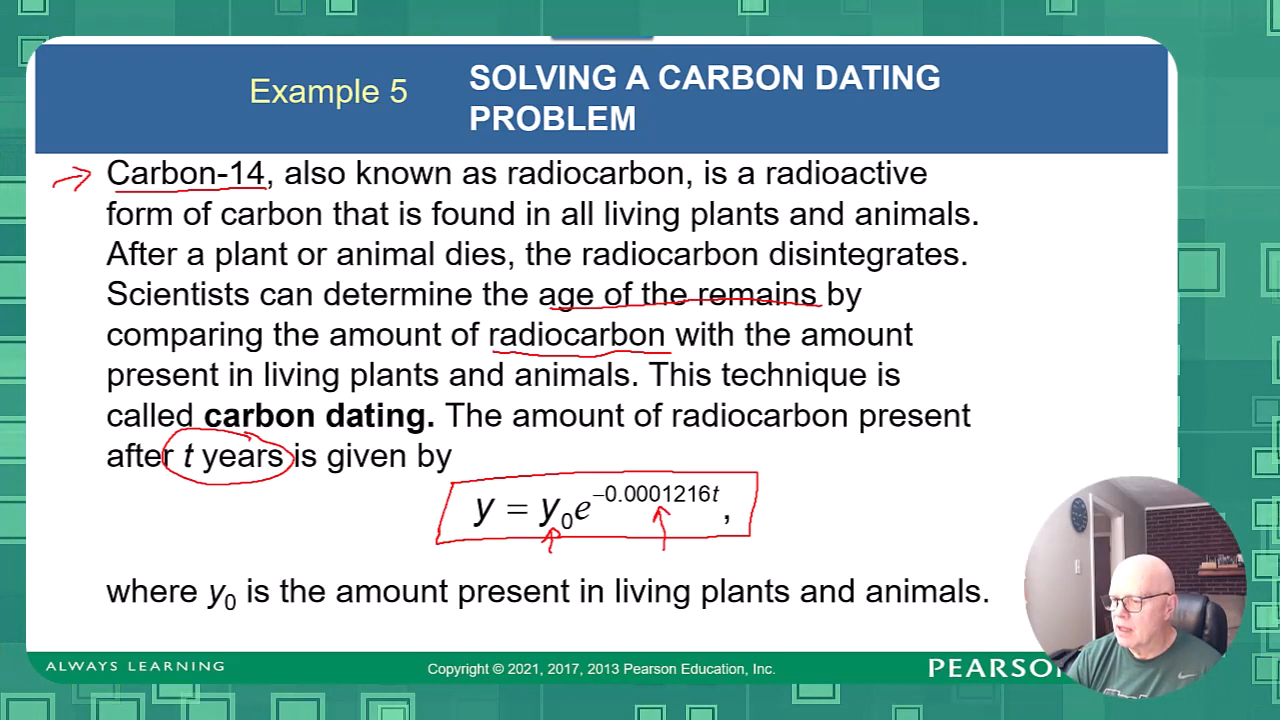 Example 5
SOLVING A CARBON DATING
PROBLEM
Carbon-14, also known as radiocarbon, is a radioactive
form of carbon that is found in all living plants and animals.
After a plant or animal dies, the radiocarbon disintegrates.
Scientists can determine the age of the remains by
comparing the amount of radiocarbon with the amount
present in living plants and animals. This technique is
called carbon dating. The amount of radiocarbon present
after t years is given by
y = y₀e^−0.0001216t,
where y₀ is the amount present in living plants and animals.
ALWAYS LEARNING
Copyright © 2021, 2017, 2013 Pearson Education, Inc.
PEARSON